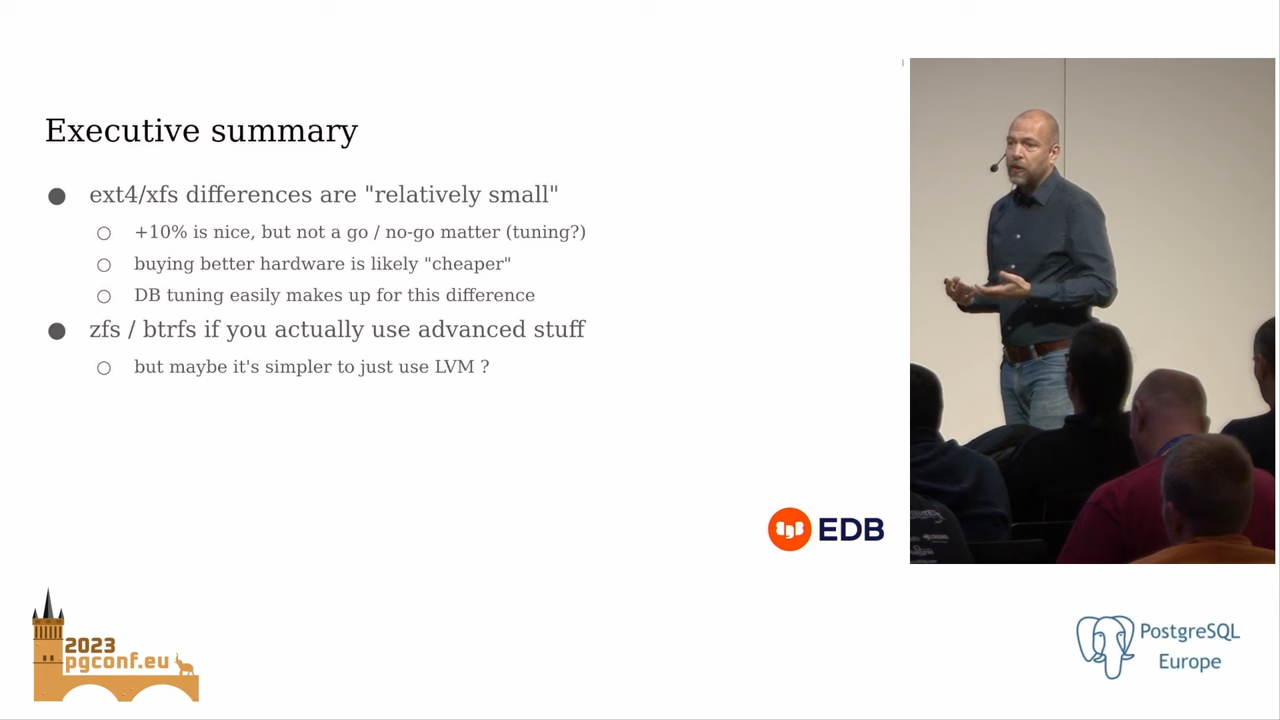 Executive summary
● ext4/xfs differences are "relatively small"
○ +10% is nice, but not a go / no-go matter (tuning?)
○ buying better hardware is likely "cheaper"
○ DB tuning easily makes up for this difference
● zfs / btrfs if you actually use advanced stuff
○ but maybe it's simpler to just use LVM ?
EDB
2023
pgconf.eu
PostgreSQL
Europe